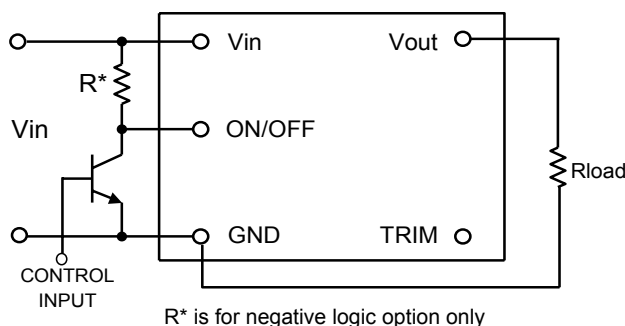 Vin
Vout
R*
Vin
ON/OFF
Rload
GND
TRIM
CONTROL
INPUT
R* is for negative logic option only